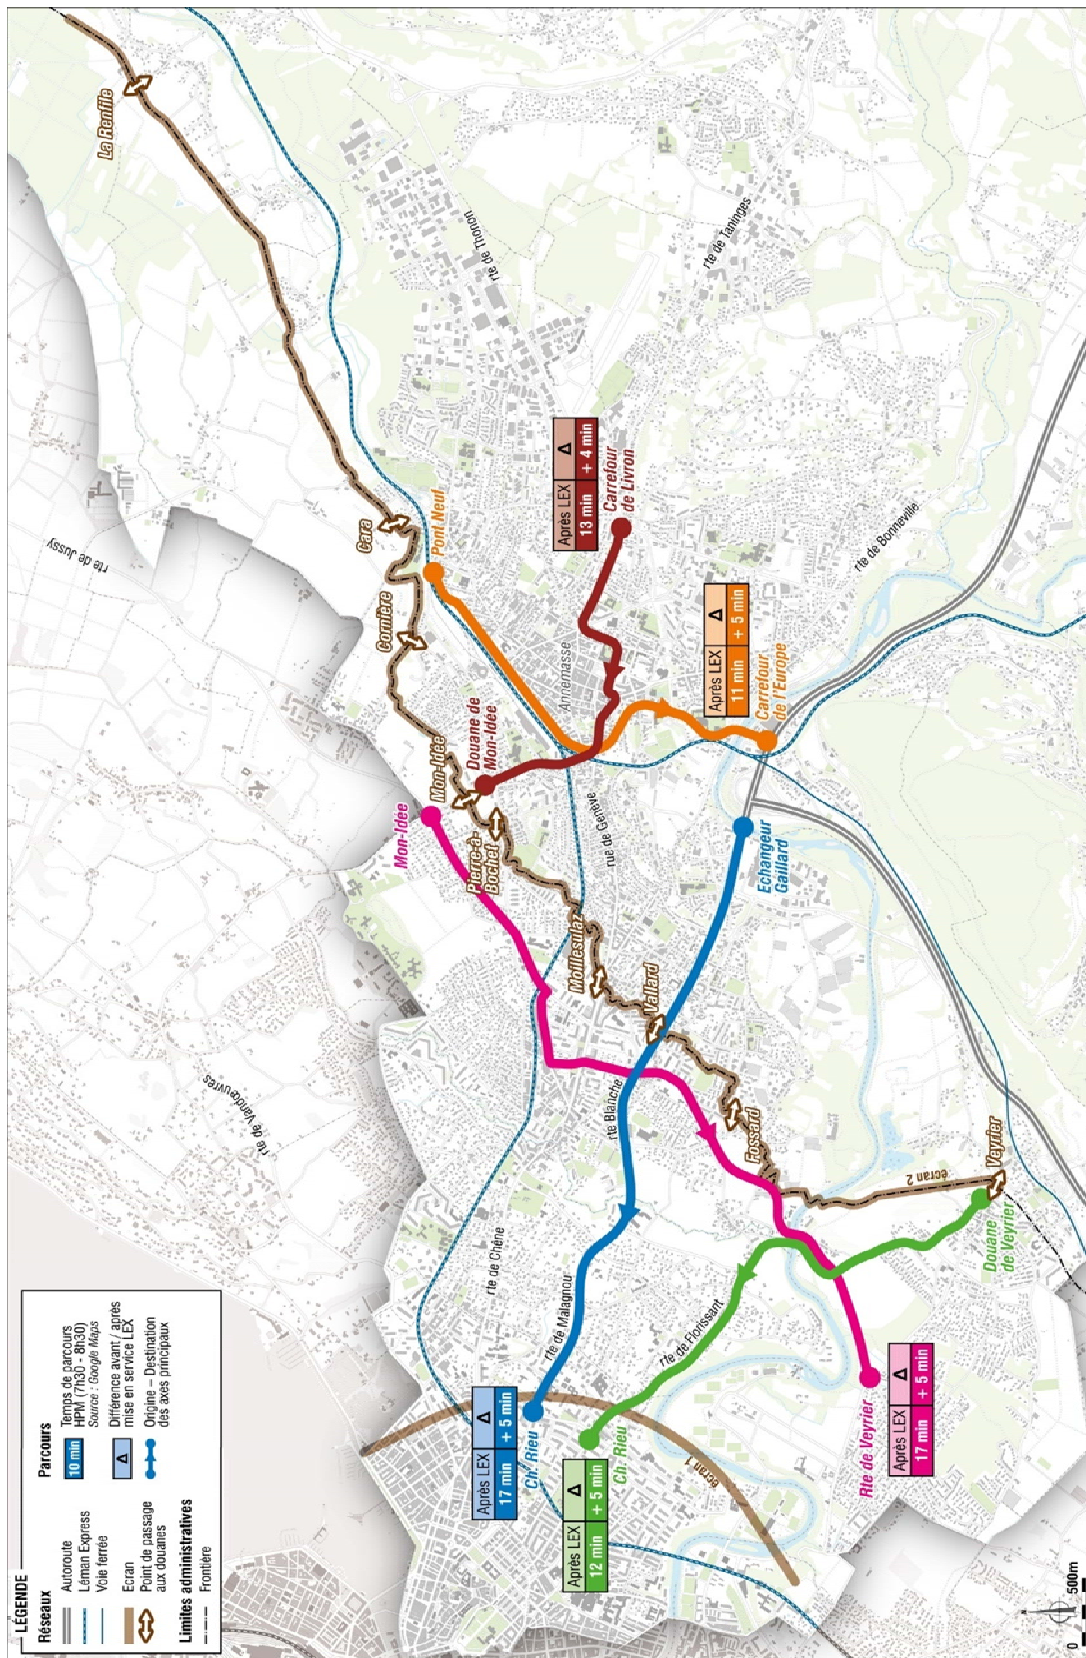 LÉGENDE
Réseaux
Autoroute
Léman Express
Voie ferrée
Ecran
Point de passage
aux douanes
Limites administratives
Frontière
Parcours
10 min
Temps de parcours
HPM (7h30 - 8h30)
Source : Google Maps
Δ
Différence avant / après
mise en service LEX
Origine – Destination
des axes principaux
La Renfile
rte de Thonon
rte de Taninges
rte de Jussy
Cara
Pont Neuf
Cornière
Après LEX Δ
13 min + 4 min
Carrefour
de Livron
rte de Bonneville
Annemasse
Après LEX Δ
11 min + 5 min
Carrefour
de l'Europe
Douane de
Mon-Idée
Mon-Idée
Mon-Idee
Pierre-à-
Bochet
rue de Genève
Echangeur
Gaillard
Moillesulaz
Vallard
rte de Vandœuvres
rte Blanche
Fossard
écran 2
Veyrier
Douane
de Veyrier
rte de Chêne
rte de Malagnou
rte de Florissant
Après LEX Δ
17 min + 5 min
Ch. Rieu
Après LEX Δ
12 min + 5 min
Ch Rieu
écran 1
Rte de Veyrier
Après LEX Δ
17 min + 5 min
0 500m